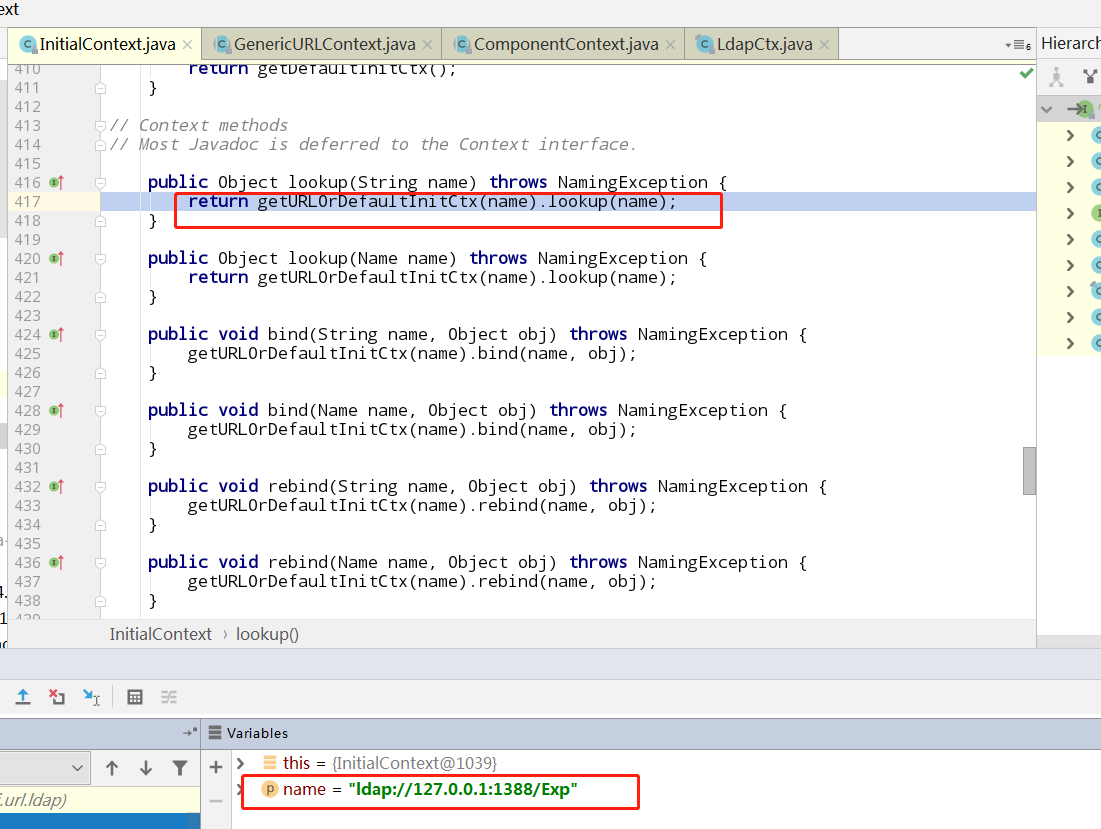 ext
InitialContext.java × GenericURLContext.java × ComponentContext.java × LdapCtx.java × 6 Hierarch
410 return getDefaultInitCtx();
411 }
412
413 // Context methods
414 // Most Javadoc is deferred to the Context interface.
415
416 public Object lookup(String name) throws NamingException {
417 return getURLOrDefaultInitCtx(name).lookup(name);
418 }
419
420 public Object lookup(Name name) throws NamingException {
421 return getURLOrDefaultInitCtx(name).lookup(name);
422 }
423
424 public void bind(String name, Object obj) throws NamingException {
425 getURLOrDefaultInitCtx(name).bind(name, obj);
426 }
427
428 public void bind(Name name, Object obj) throws NamingException {
429 getURLOrDefaultInitCtx(name).bind(name, obj);
430 }
431
432 public void rebind(String name, Object obj) throws NamingException {
433 getURLOrDefaultInitCtx(name).rebind(name, obj);
434 }
435
436 public void rebind(Name name, Object obj) throws NamingException {
437 getURLOrDefaultInitCtx(name).rebind(name, obj);
438 }
439
InitialContext › lookup()
Variables
this = {InitialContext@1039}
name = "ldap://127.0.0.1:1388/Exp"
.url.ldap)